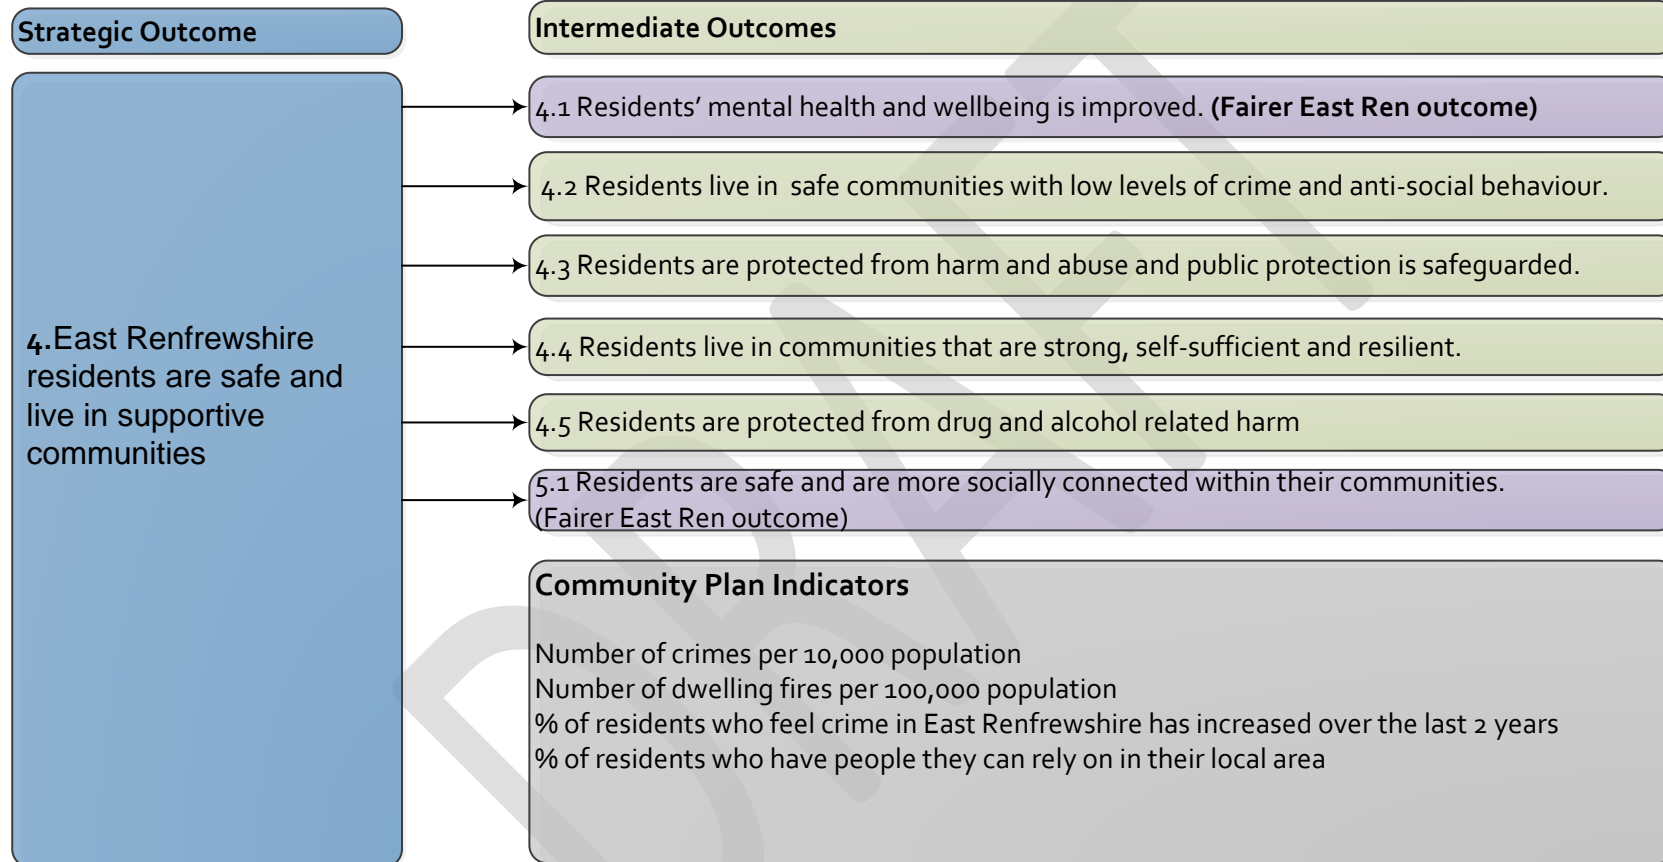 Strategic Outcome
Intermediate Outcomes
4.East Renfrewshire
residents are safe and
live in supportive
communities
4.1 Residents’ mental health and wellbeing is improved. (Fairer East Ren outcome)
4.2 Residents live in  safe communities with low levels of crime and anti-social behaviour.
4.3 Residents are protected from harm and abuse and public protection is safeguarded.
4.4 Residents live in communities that are strong, self-sufficient and resilient.
4.5 Residents are protected from drug and alcohol related harm
5.1 Residents are safe and are more socially connected within their communities.
(Fairer East Ren outcome)
Community Plan Indicators
Number of crimes per 10,000 population
Number of dwelling fires per 100,000 population
% of residents who feel crime in East Renfrewshire has increased over the last 2 years
% of residents who have people they can rely on in their local area
DRAFT